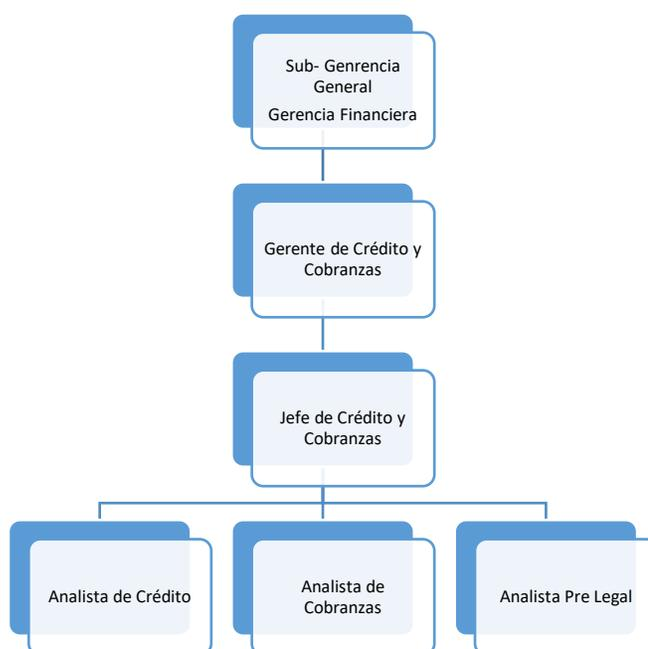 Sub- Genrencia
General
Gerencia Financiera
Gerente de Crédito y
Cobranzas
Jefe de Crédito y
Cobranzas
Analista de Crédito
Analista de
Cobranzas
Analista Pre Legal